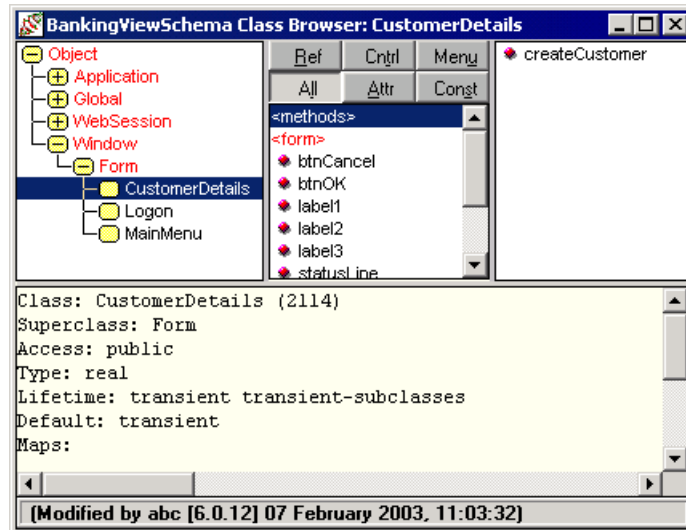 BankingViewSchema Class Browser: CustomerDetails
Object
Application
Global
WebSession
Window
Form
CustomerDetails
Logon
MainMenu
Ref Cntrl Menu
All Attr Const
<methods>
<form>
btnCancel
btnOK
label1
label2
label3
statusLine
createCustomer
Class: CustomerDetails (2114)
Superclass: Form
Access: public
Type: real
Lifetime: transient transient-subclasses
Default: transient
Maps:
(Modified by abc [6.0.12] 07 February 2003, 11:03:32)